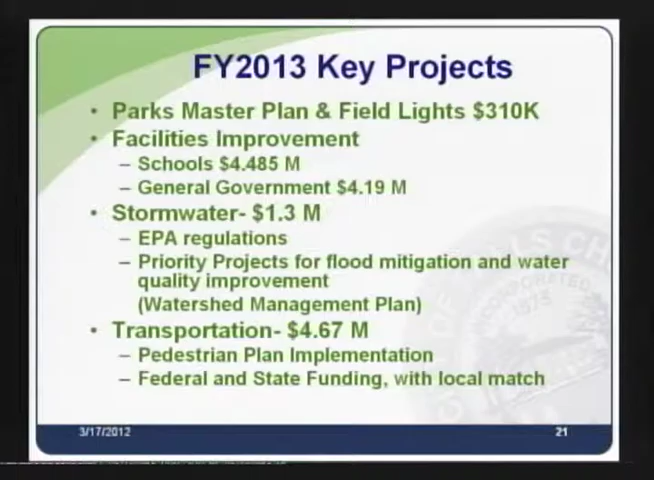 FY2013 Key Projects
• Parks Master Plan & Field Lights $310K
• Facilities Improvement
– Schools $4.485 M
– General Government $4.19 M
• Stormwater- $1.3 M
– EPA regulations
– Priority Projects for flood mitigation and water
quality improvement
(Watershed Management Plan)
• Transportation- $4.67 M
– Pedestrian Plan Implementation
– Federal and State Funding, with local match
3/17/2012
21